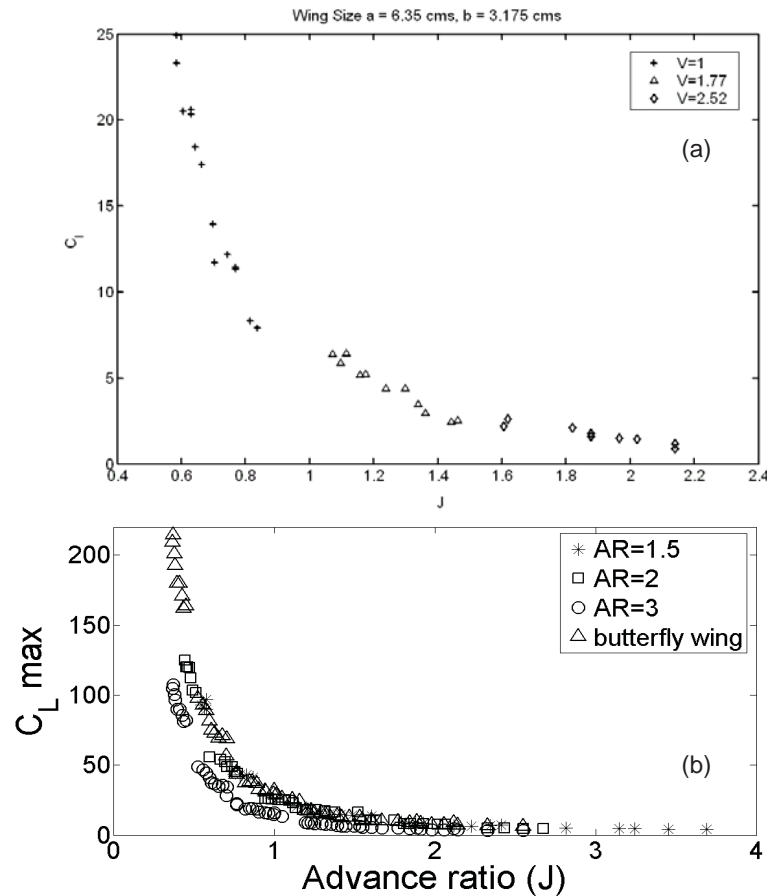 Wing Size a = 6.35 cms, b = 3.175 cms
25
20
15
10
5
0
C_l
V=1
V=1.77
V=2.52
(a)
0.4 0.6 0.8 1 1.2 1.4 1.6 1.8 2 2.2 2.4
J
200
150
100
50
0
C_L max
AR=1.5
AR=2
AR=3
butterfly wing
(b)
0 1 2 3 4
Advance ratio (J)